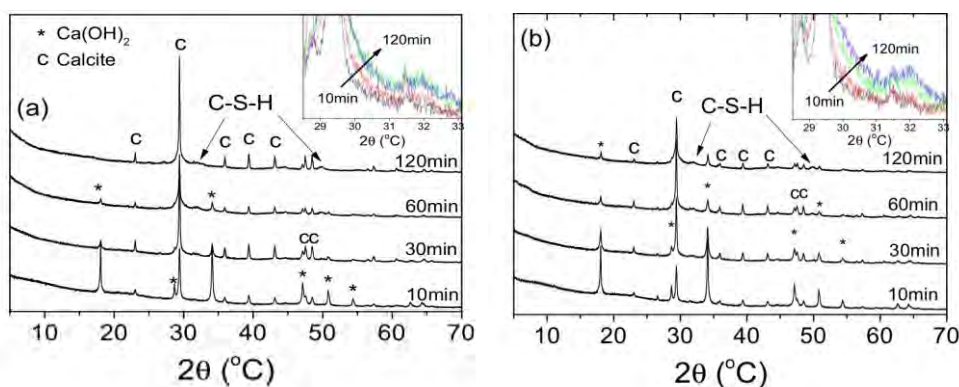 * Ca(OH)2
C Calcite
(a)
C
C
C-S-H
C
C
C
120min
*
*
60min
CC
30min
*
*
*
*
10min
5 10 20 30 40 50 60 70
2θ (°C)
120min
10min
29 30 31 32 33
2θ (°C)
(b)
C
C-S-H
*
C
C
C
C
120min
*
CC
*
60min
*
*
*
30min
10min
5 10 20 30 40 50 60 70
2θ (°C)
120min
10min
29 30 31 32 33
2θ (°C)